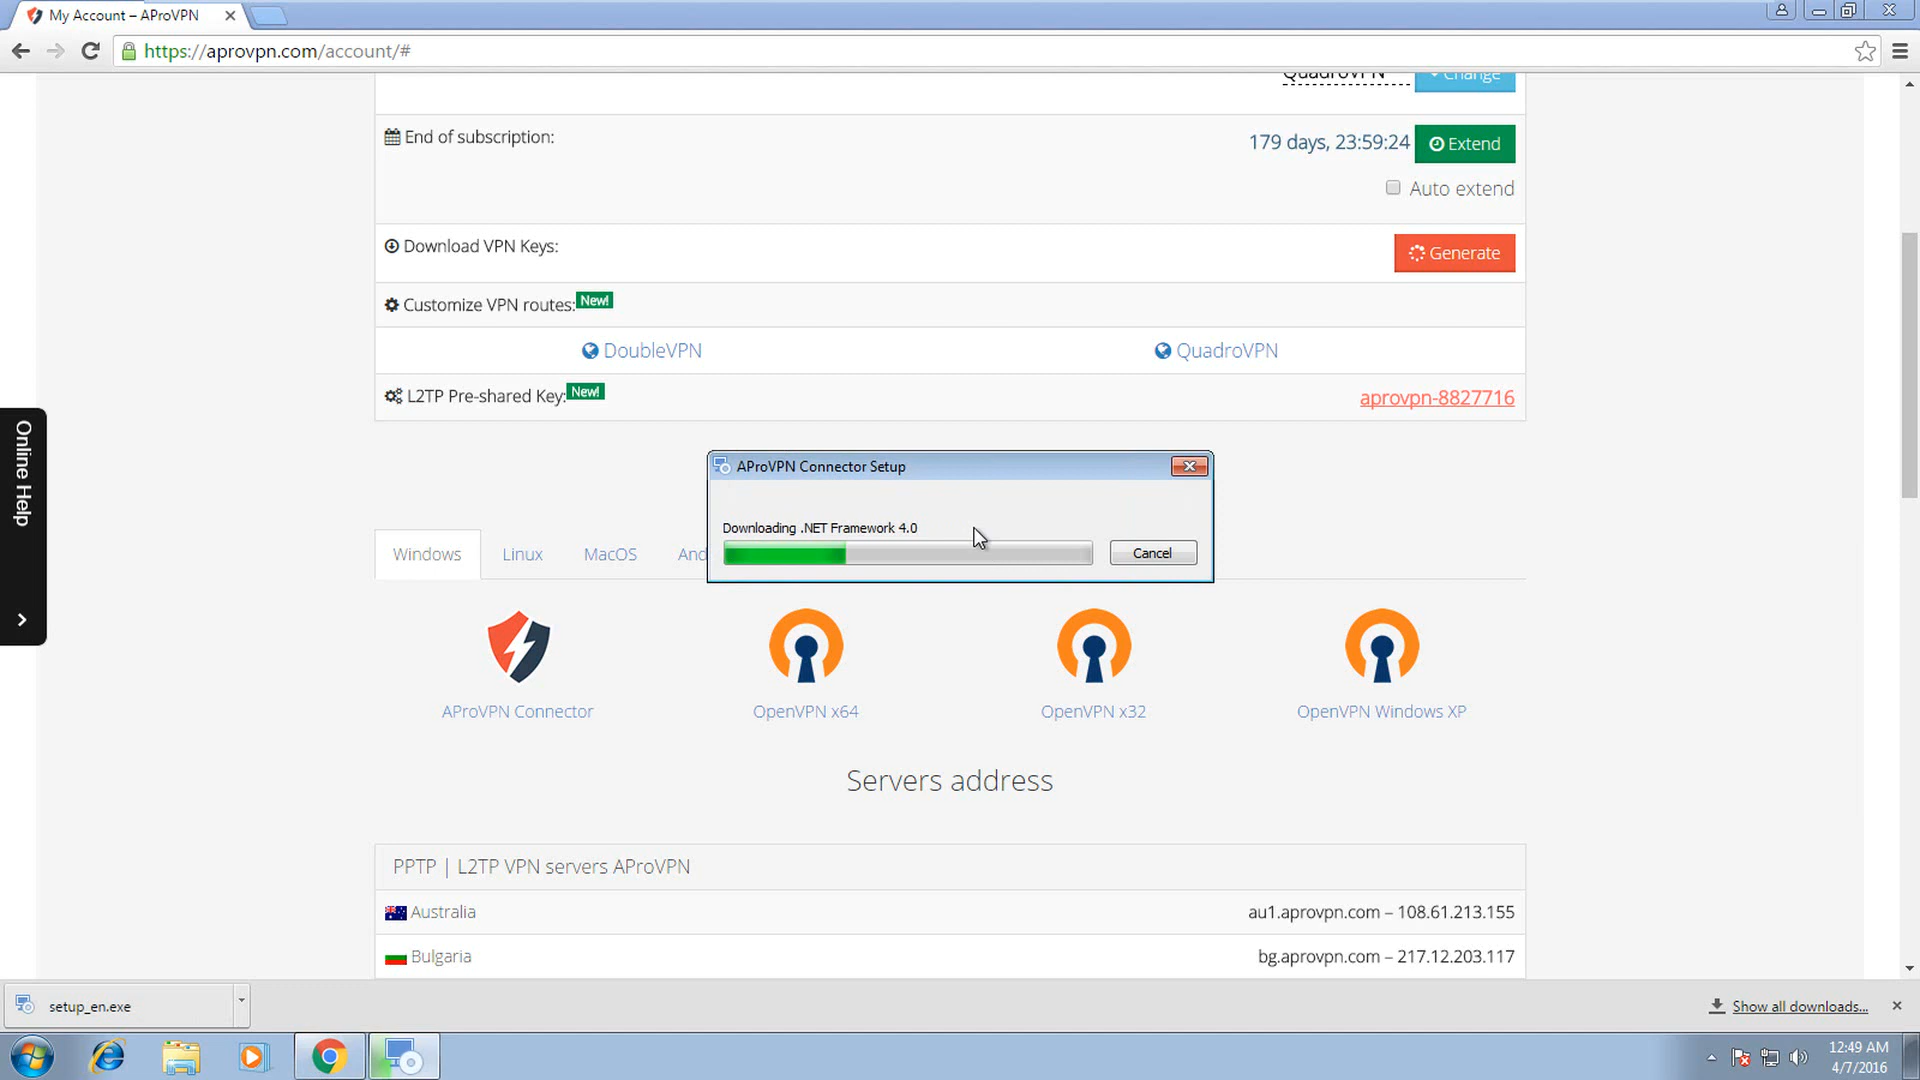 My Account – AProVPN
https://aprovpn.com/account/#
QuadroVPN
Change
End of subscription:
179 days, 23:59:24
Extend
Auto extend
Download VPN Keys:
Generate
Customize VPN routes:
New!
DoubleVPN
QuadroVPN
L2TP Pre-shared Key:
New!
aprovpn-8827716
Online Help
AProVPN Connector Setup
Downloading .NET Framework 4.0
Cancel
Windows
Linux
MacOS
And
AProVPN Connector
OpenVPN x64
OpenVPN x32
OpenVPN Windows XP
Servers address
PPTP | L2TP VPN servers AProVPN
Australia
au1.aprovpn.com – 108.61.213.155
Bulgaria
bg.aprovpn.com – 217.12.203.117
setup_en.exe
Show all downloads...
12:49 AM
4/7/2016